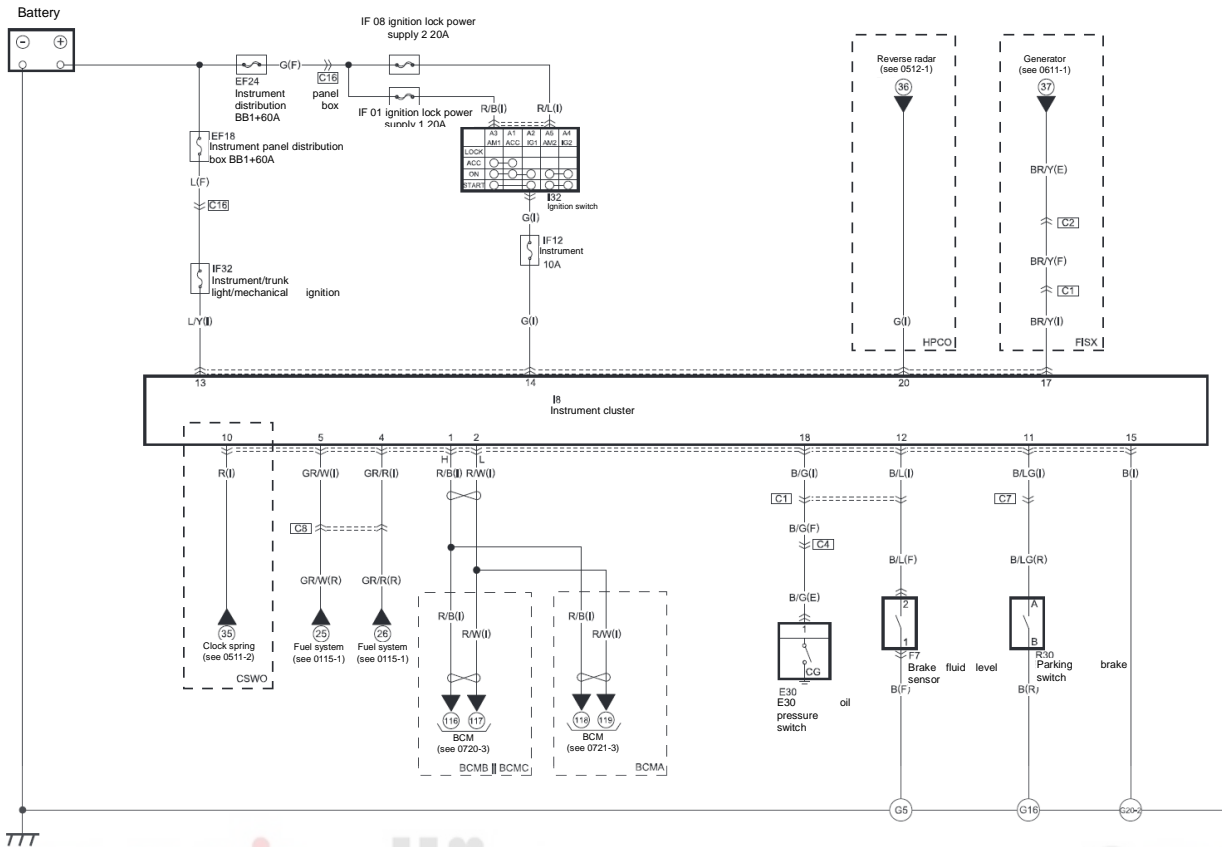 Battery
IF 08 ignition lock power
supply 2 20A
G(F)
C16
EF24
Instrument
distribution
BB1+60A
panel
box
IF 01 ignition lock power
supply 1 20A
R/B(I)
R/L(I)
A3 A1 A2 A5 A4
AM1 ACC IG1 AM2 IG2
LOCK
ACC
ON
START
I32
Ignition switch
G(I)
IF12
Instrument
10A
G(I)
EF18
Instrument panel distribution
box BB1+60A
L(F)
C16
IF32
Instrument/trunk
light/mechanical ignition
L/Y(I)
Reverse radar
(see 0512-1)
36
G(I)
HPCO
Generator
(see 0611-1)
37
BR/Y(E)
C2
BR/Y(F)
C1
BR/Y(I)
FISX
13 14 20 17
I8
Instrument cluster
10 5 4 1 2 18 12 11 15
H L
R(I) GR/W(I) GR/R(I) R/B(I) R/W(I) B/G(I) B/L(I) B/LG(I) B(I)
C8
C1
C7
B/G(F)
C4
GR/W(R) GR/R(R)
B/L(F)
B/LG(R)
B/G(E)
35
Clock spring
(see 0511-2)
CSWO
25
Fuel system
(see 0115-1)
26
Fuel system
(see 0115-1)
R/B(I)
R/W(I)
116 117
BCM
(see 0720-3)
BCMB || BCMC
R/B(I)
R/W(I)
118 119
BCM
(see 0721-3)
BCMA
1
CG
E30
E30 oil
pressure
switch
2
1
F7
Brake fluid level
sensor
B(F)
A
B
R30
Parking brake
switch
B(R)
G5
G16
G20-2